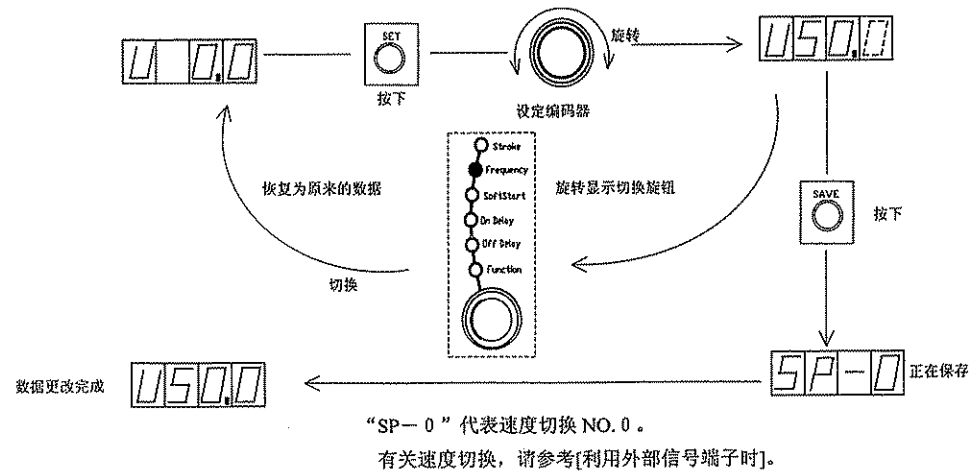 U 0.0
SET
按下
旋转
设定编码器
U50.0
Stroke
Frequency
SoftStart
On Delay
Off Delay
Function
恢复为原来的数据
旋转显示切换旋钮
SAVE
按下
切换
数据更改完成
U50.0
SP-0
正在保存
“SP－0”代表速度切换 NO.0。
有关速度切换，请参考[利用外部信号端子时]。